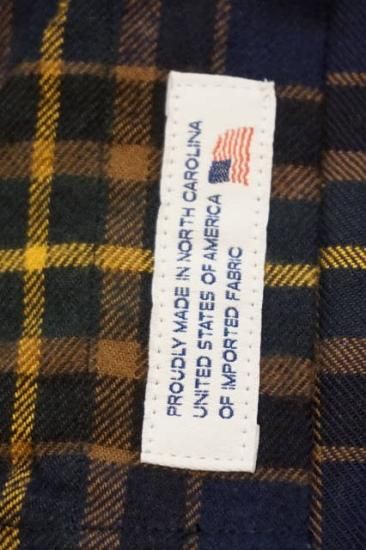 PROUDLY MADE IN NORTH CAROLINA
UNITED STATES OF AMERICA
OF IMPORTED FABRIC